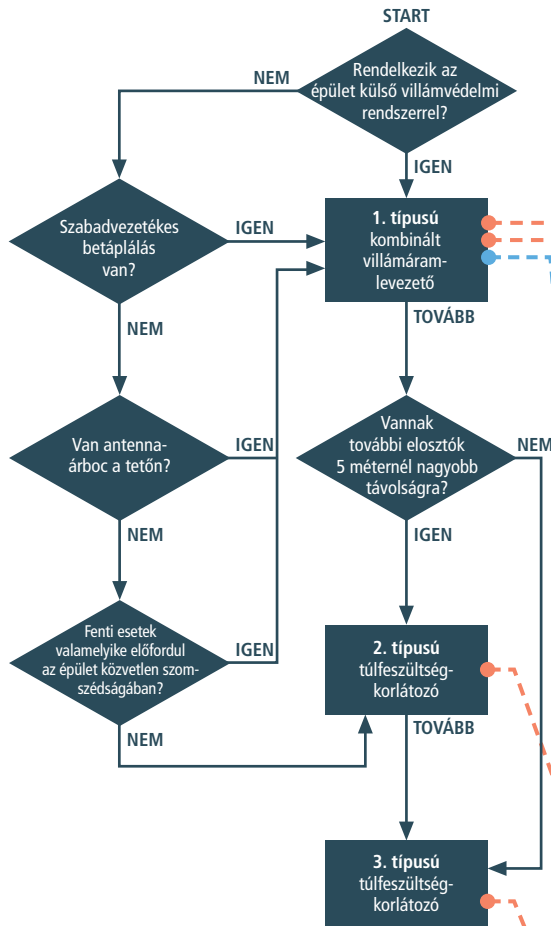 START
Rendelkezik az
épület külső villámvédelmi
rendszerrel?
NEM
IGEN
Szabadvezetékes
betáplálás
van?
IGEN
NEM
1. típusú
kombinált
villámáram-
levezető
TOVÁBB
Van antenna-
árboc a tetőn?
IGEN
NEM
Vannak
további elosztók
5 méternél nagyobb
távolságra?
NEM
IGEN
Fenti esetek
valamelyike előfordul
az épület közvetlen szom-
szédságában?
IGEN
NEM
2. típusú
túlfeszültség-
korlátozó
TOVÁBB
3. típusú
túlfeszültség-
korlátozó